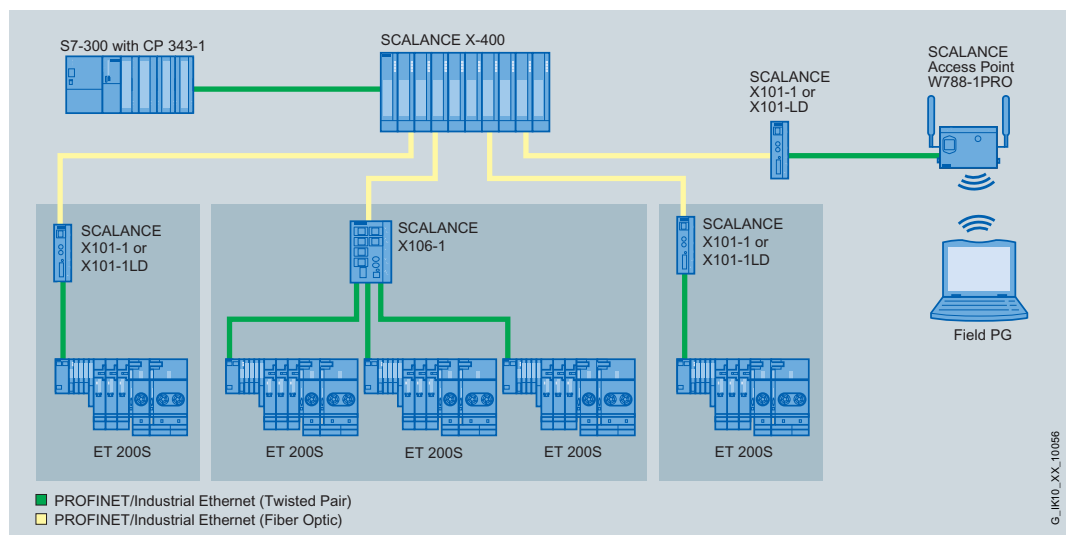 S7-300 with CP 343-1
SCALANCE X-400
SCALANCE
X101-1 or
X101-LD
SCALANCE
Access Point
W788-1PRO
SCALANCE
X101-1 or
X101-1LD
SCALANCE
X106-1
SCALANCE
X101-1 or
X101-1LD
Field PG
ET 200S
ET 200S
ET 200S
ET 200S
ET 200S
PROFINET/Industrial Ethernet (Twisted Pair)
PROFINET/Industrial Ethernet (Fiber Optic)
G_IK10_XX_10056